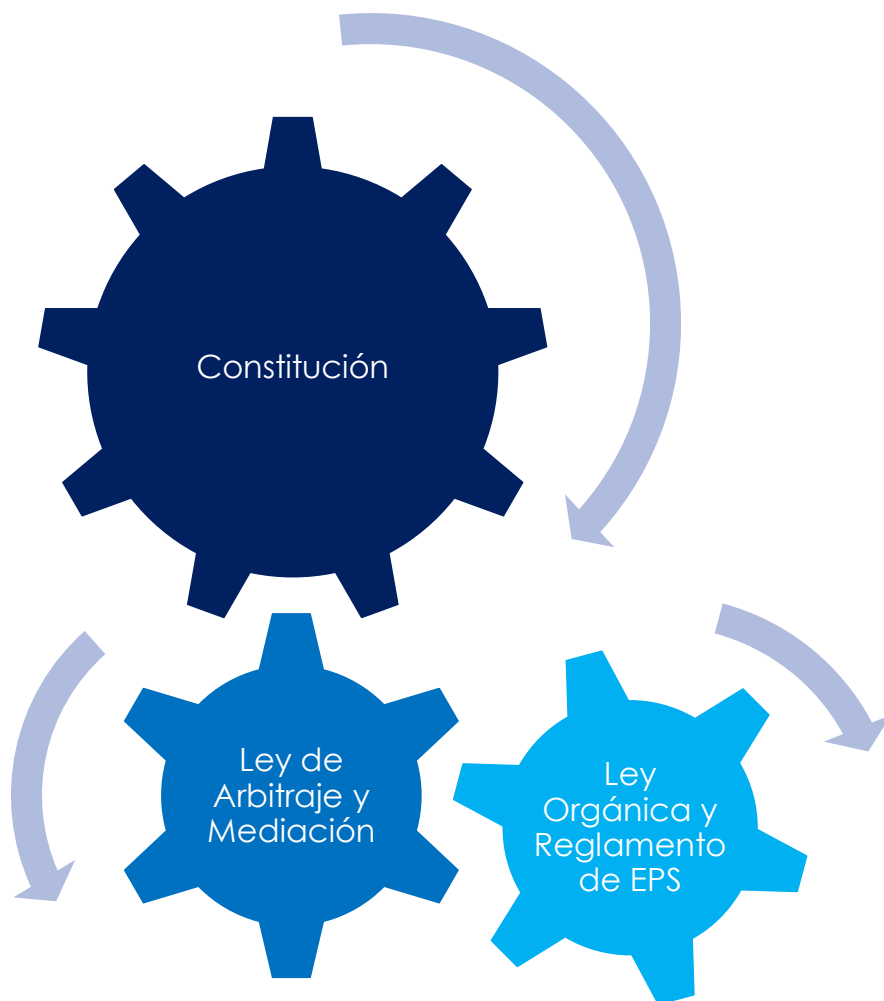 Constitución
Ley de
Arbitraje y
Mediación
Ley
Orgánica y
Reglamento
de EPS